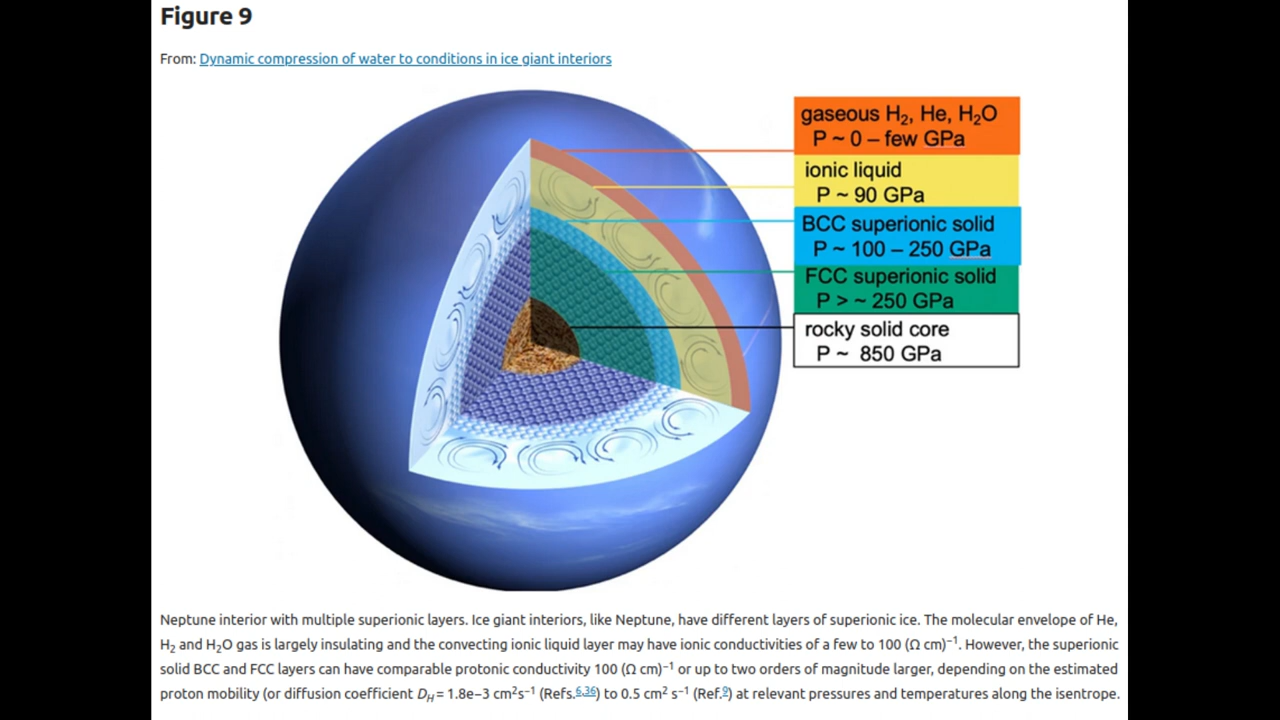 Figure 9
From: Dynamic compression of water to conditions in ice giant interiors
gaseous H₂, He, H₂O
P ~ 0 – few GPa
ionic liquid
P ~ 90 GPa
BCC superionic solid
P ~ 100 – 250 GPa
FCC superionic solid
P > ~ 250 GPa
rocky solid core
P ~ 850 GPa
Neptune interior with multiple superionic layers. Ice giant interiors, like Neptune, have different layers of superionic ice. The molecular envelope of He,
H₂ and H₂O gas is largely insulating and the convecting ionic liquid layer may have ionic conductivities of a few to 100 (Ω cm)⁻¹. However, the superionic
solid BCC and FCC layers can have comparable protonic conductivity 100 (Ω cm)⁻¹ or up to two orders of magnitude larger, depending on the estimated
proton mobility (or diffusion coefficient D_H = 1.8e−3 cm²s⁻¹ (Refs.⁶,³⁶) to 0.5 cm² s⁻¹ (Ref.⁹) at relevant pressures and temperatures along the isentrope.